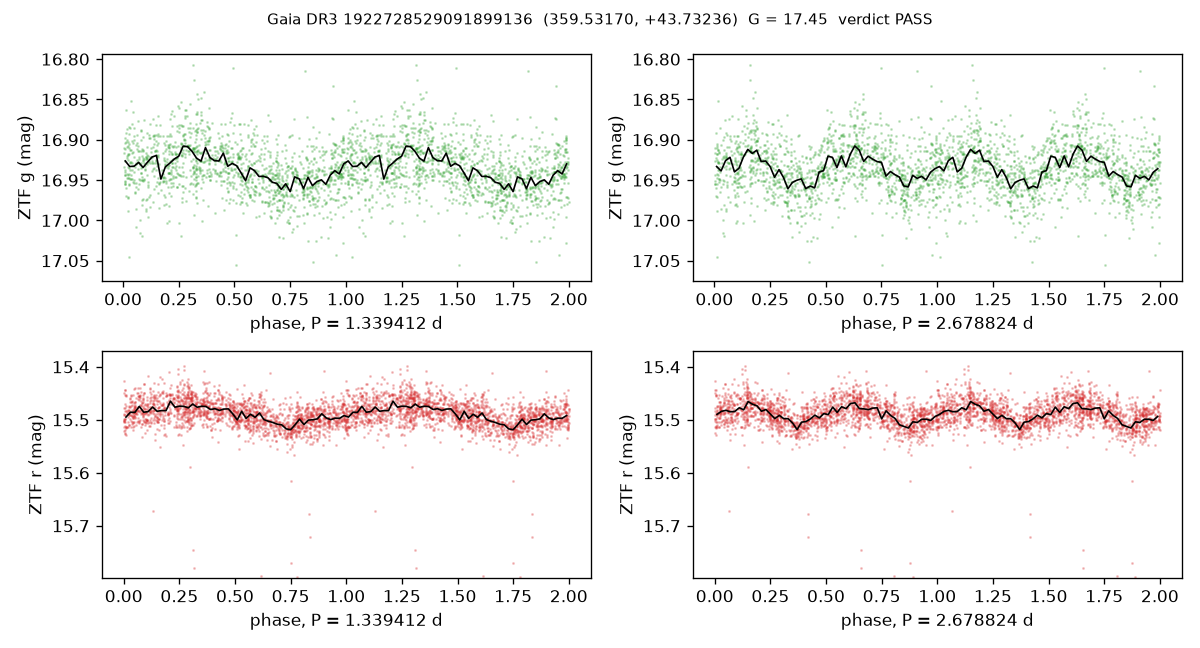 Gaia DR3 1922728529091899136  (359.53170, +43.73236)  G = 17.45  verdict PASS
ZTF g (mag)
16.80
16.85
16.90
16.95
17.00
17.05
0.00 0.25 0.50 0.75 1.00 1.25 1.50 1.75 2.00
phase, P = 1.339412 d
ZTF g (mag)
16.80
16.85
16.90
16.95
17.00
17.05
0.00 0.25 0.50 0.75 1.00 1.25 1.50 1.75 2.00
phase, P = 2.678824 d
ZTF r (mag)
15.4
15.5
15.6
15.7
0.00 0.25 0.50 0.75 1.00 1.25 1.50 1.75 2.00
phase, P = 1.339412 d
ZTF r (mag)
15.4
15.5
15.6
15.7
0.00 0.25 0.50 0.75 1.00 1.25 1.50 1.75 2.00
phase, P = 2.678824 d